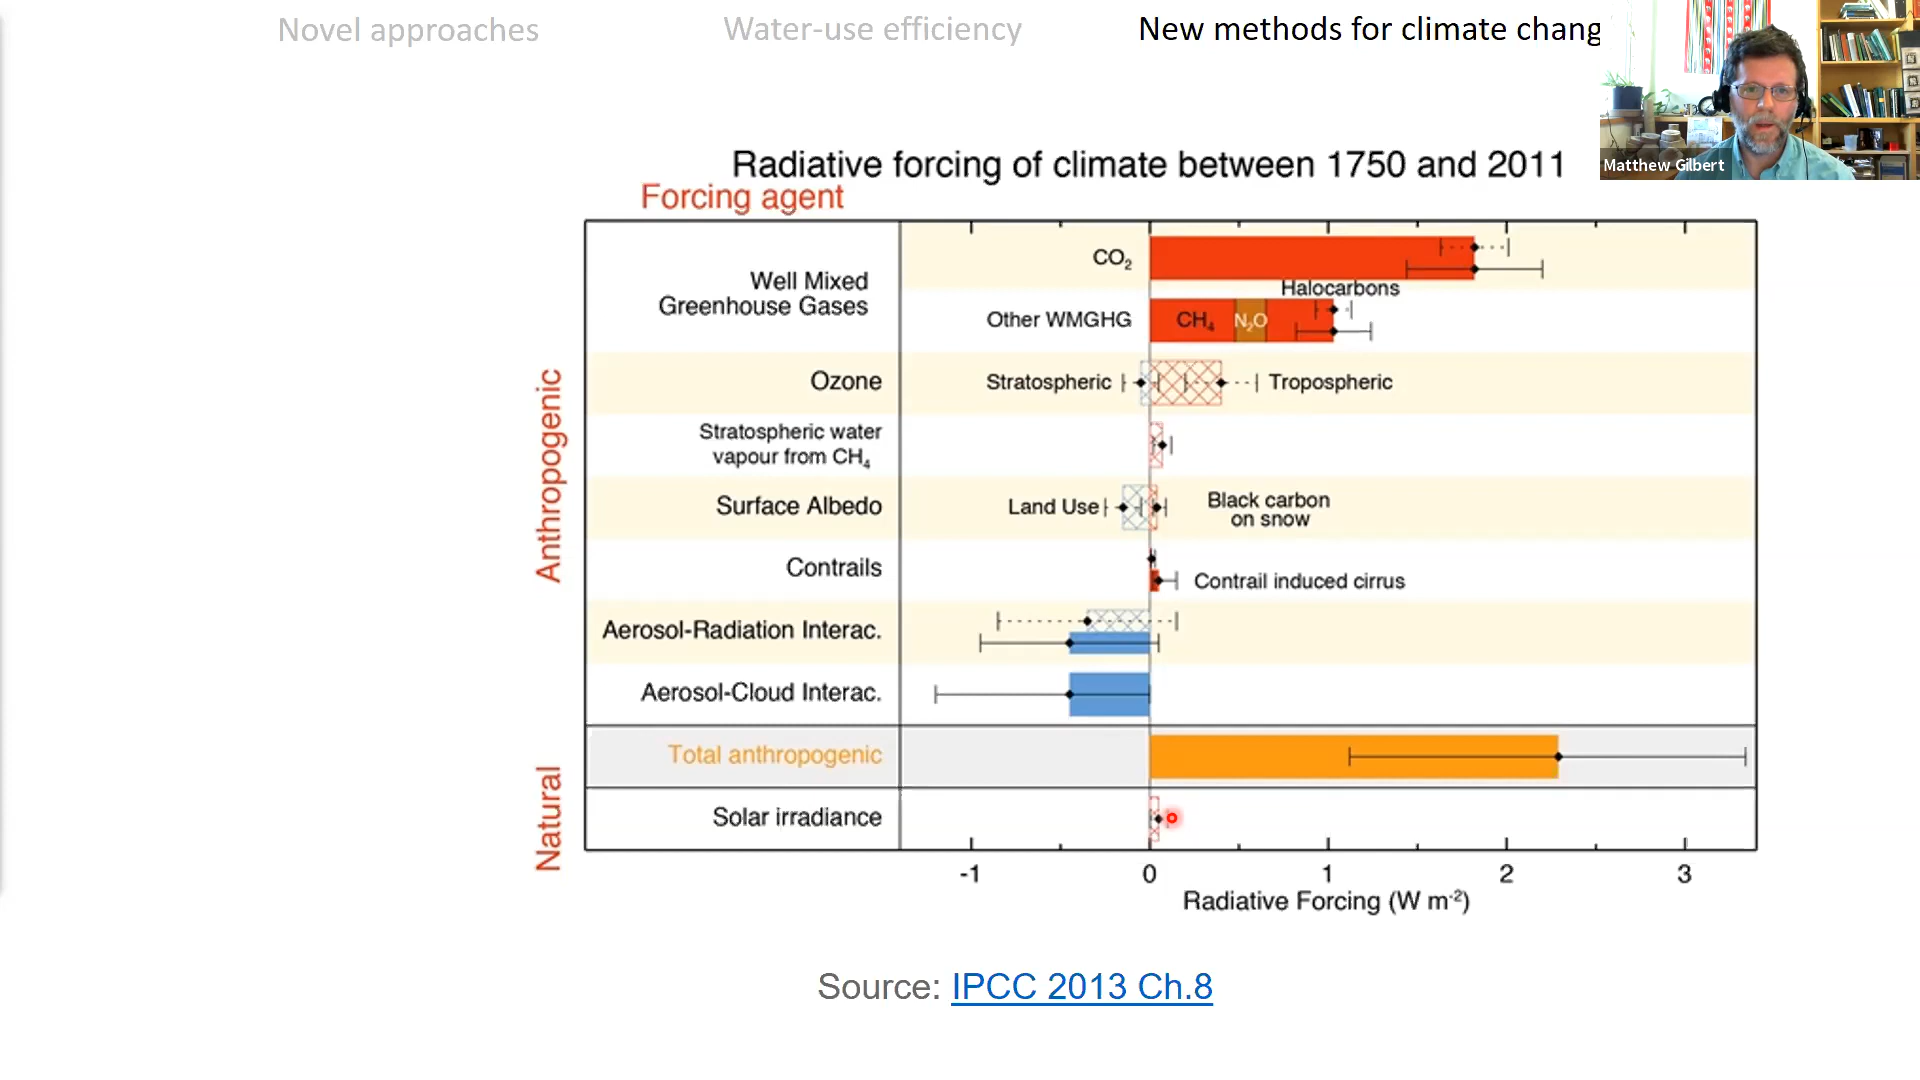 Novel approaches
Water-use efficiency
New methods for climate chang
Matthew Gilbert
Radiative forcing of climate between 1750 and 2011
Forcing agent
Anthropogenic
Natural
Well Mixed
Greenhouse Gases
CO₂
Halocarbons
Other WMGHG
CH₄
N₂O
Ozone
Stratospheric
Tropospheric
Stratospheric water
vapour from CH₄
Surface Albedo
Land Use
Black carbon
on snow
Contrails
Contrail induced cirrus
Aerosol-Radiation Interac.
Aerosol-Cloud Interac.
Total anthropogenic
Solar irradiance
-1 0 1 2 3
Radiative Forcing (W m⁻²)
Source: IPCC 2013 Ch.8